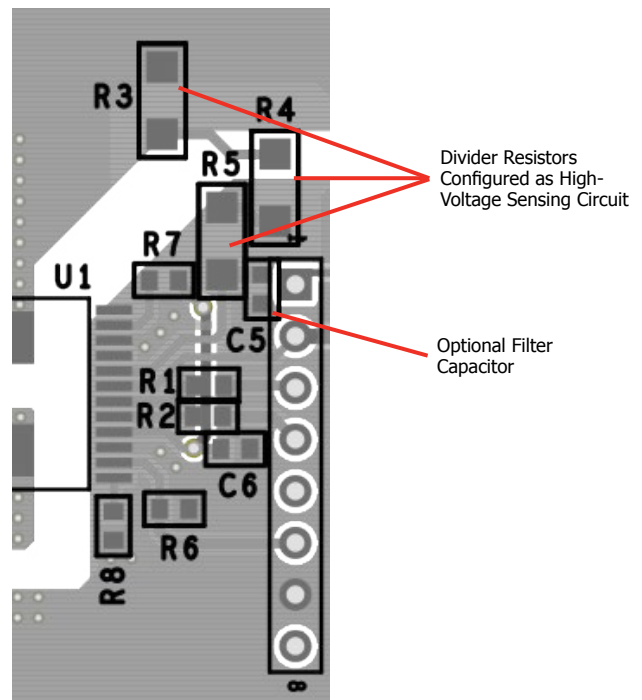 R3
R4
Divider Resistors
Configured as High-
Voltage Sensing Circuit
R5
R7
U1
C5
Optional Filter
Capacitor
R1
R2
C6
R6
R8
8